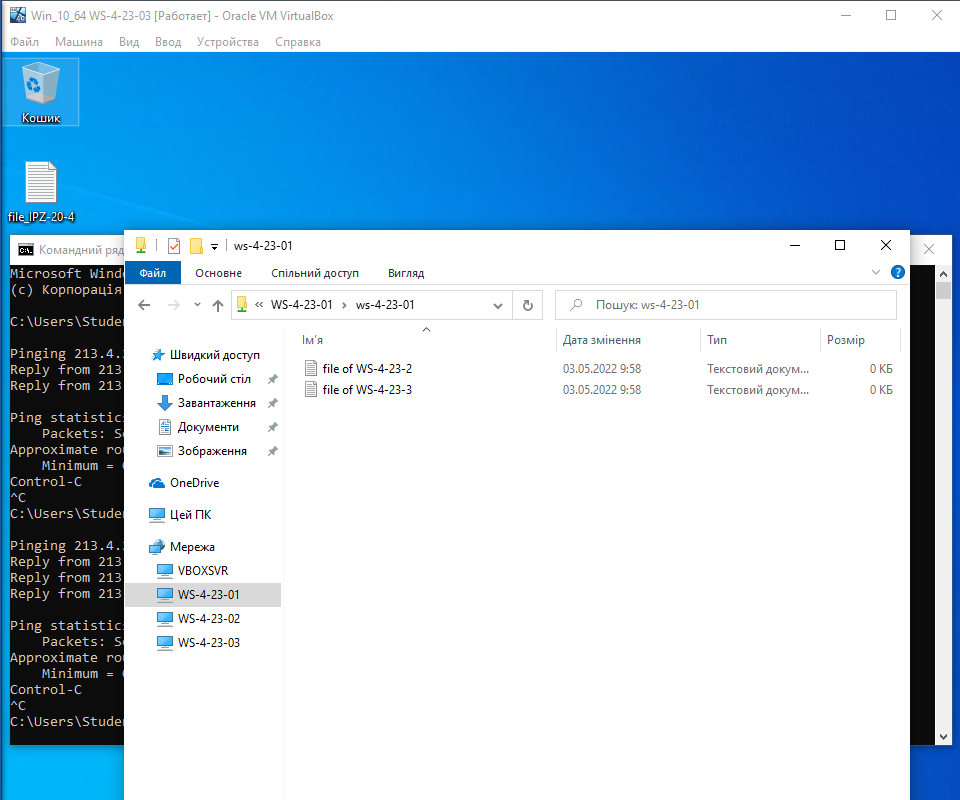 Win_10_64 WS-4-23-03 [Работает] - Oracle VM VirtualBox
Файл Машина Вид Ввод Устройства Справка
Кошик
file_IPZ-20-4
Командний ряд
Microsoft Wind
(c) Корпорація
C:\Users\Stude
Pinging 213.4.
Reply from 213
Reply from 213
Ping statistic
Packets: S
Approximate ro
Minimum =
Control-C
^C
C:\Users\Stude
Pinging 213.4.
Reply from 213
Reply from 213
Reply from 213
Ping statistic
Packets: S
Approximate ro
Minimum =
Control-C
^C
C:\Users\Stude
ws-4-23-01
Файл Основне Спільний доступ Вигляд
« WS-4-23-01 › ws-4-23-01
Пошук: ws-4-23-01
Швидкий доступ
Робочий стіл
Завантаження
Документи
Зображення
OneDrive
Цей ПК
Мережа
VBOXSVR
WS-4-23-01
WS-4-23-02
WS-4-23-03
Ім'я Дата змінення Тип Розмір
file of WS-4-23-2 03.05.2022 9:58 Текстовий докум... 0 КБ
file of WS-4-23-3 03.05.2022 9:58 Текстовий докум... 0 КБ